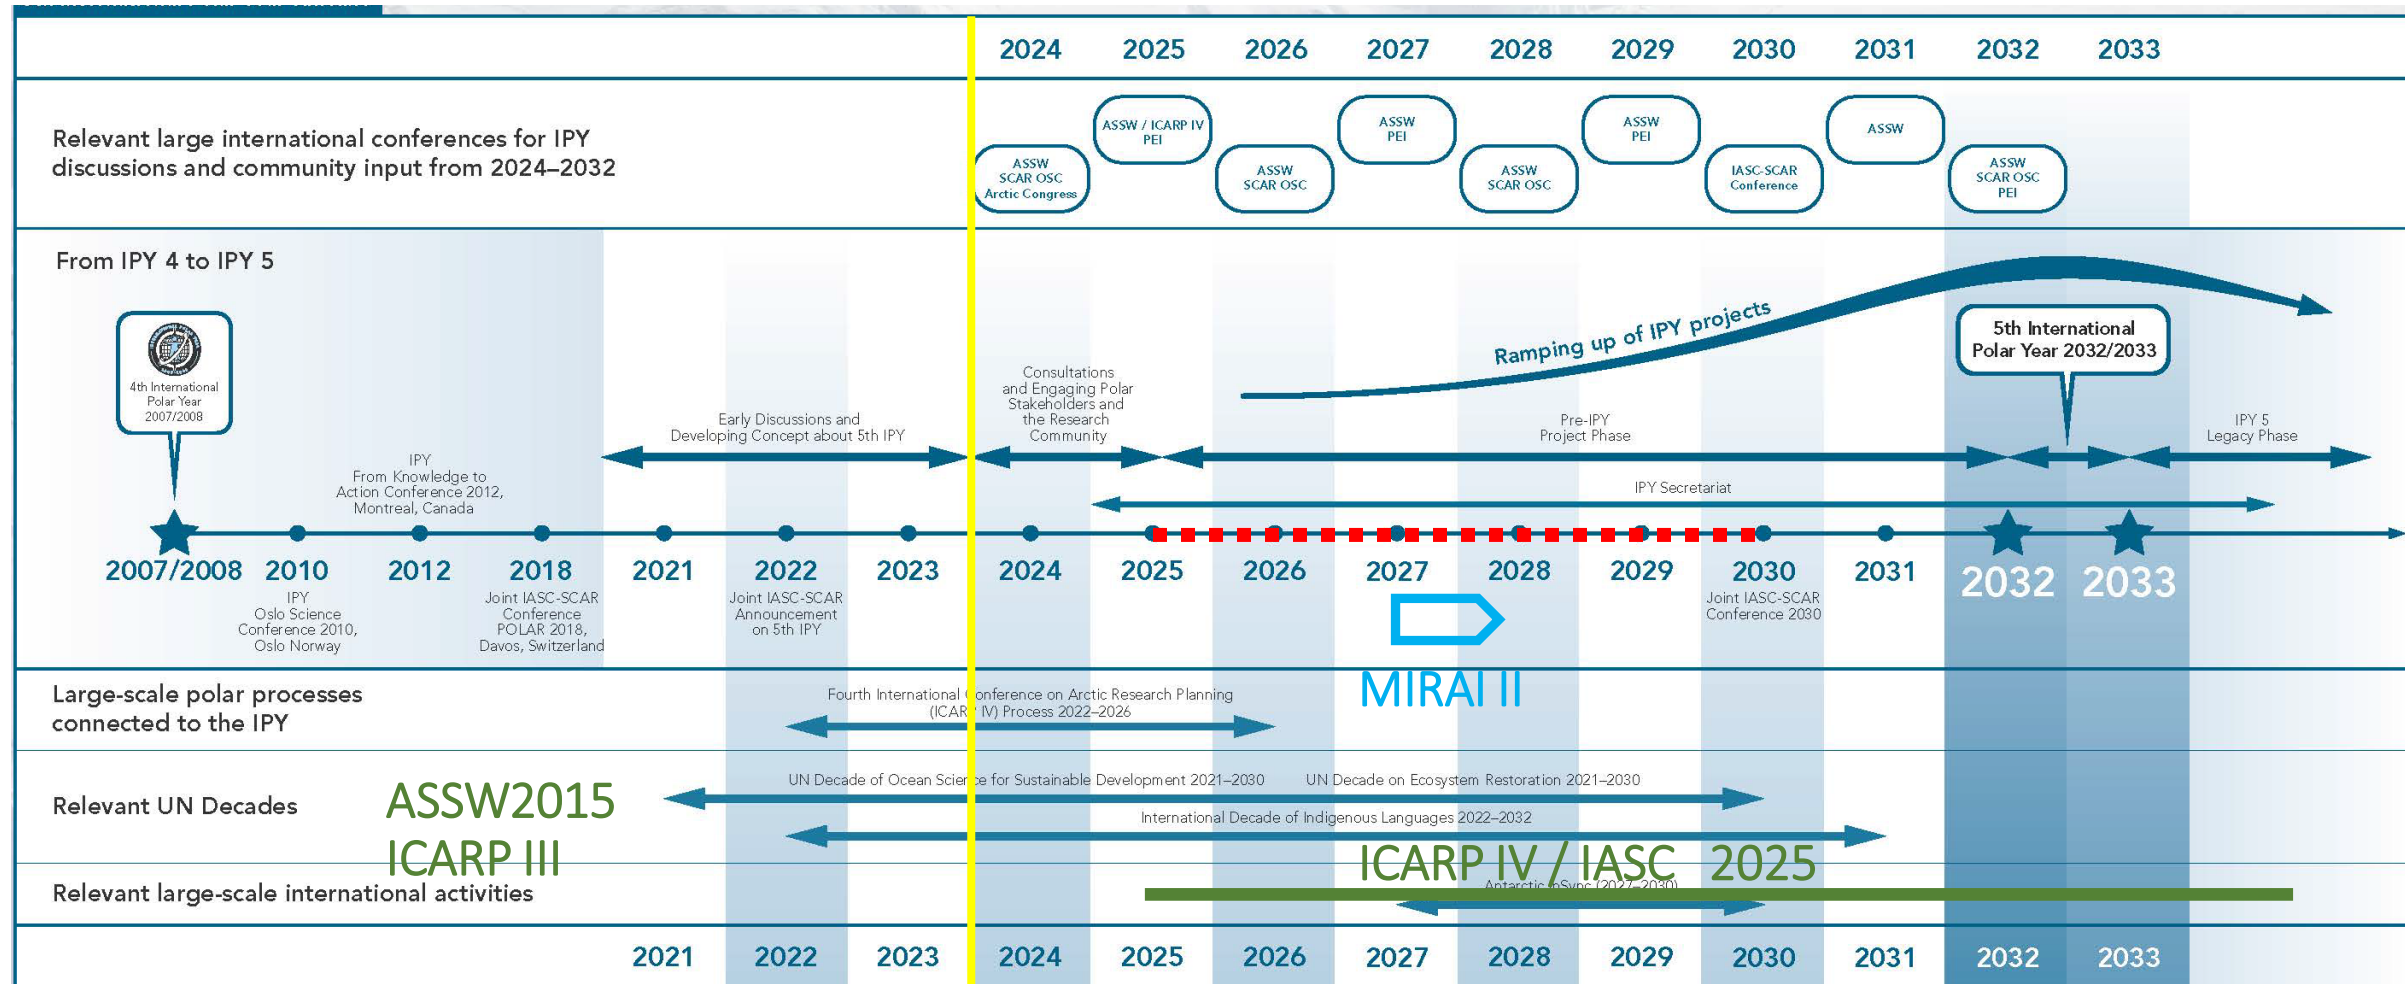 2024 2025 2026 2027 2028 2029 2030 2031 2032 2033
Relevant large international conferences for IPY
discussions and community input from 2024–2032
ASSW
SCAR OSC
Arctic Congress
ASSW / ICARP IV
PEI
ASSW
SCAR OSC
ASSW
PEI
ASSW
SCAR OSC
ASSW
PEI
IASC-SCAR
Conference
ASSW
ASSW
SCAR OSC
PEI
From IPY 4 to IPY 5
4th International
Polar Year
2007/2008
IPY
From Knowledge to
Action Conference 2012,
Montreal, Canada
Early Discussions and
Developing Concept about 5th IPY
Consultations
and Engaging Polar
Stakeholders and
the Research
Community
Ramping up of IPY projects
Pre-IPY
Project Phase
5th International
Polar Year 2032/2033
IPY 5
Legacy Phase
IPY Secretariat
2007/2008 2010 2012 2018 2021 2022 2023 2024 2025 2026 2027 2028 2029 2030 2031 2032 2033
IPY
Oslo Science
Conference 2010,
Oslo Norway
Joint IASC-SCAR
Conference
POLAR 2018,
Davos, Switzerland
Joint IASC-SCAR
Announcement
on 5th IPY
Joint IASC-SCAR
Conference 2030
MIRAI II
Large-scale polar processes
connected to the IPY
Fourth International Conference on Arctic Research Planning
(ICARP IV) Process 2022–2026
Relevant UN Decades
ASSW2015
ICARP III
UN Decade of Ocean Science for Sustainable Development 2021–2030
UN Decade on Ecosystem Restoration 2021–2030
International Decade of Indigenous Languages 2022–2032
ICARP IV / IASC 2025
Relevant large-scale international activities
Antarctic InSync (2027–2030)
2021 2022 2023 2024 2025 2026 2027 2028 2029 2030 2031 2032 2033